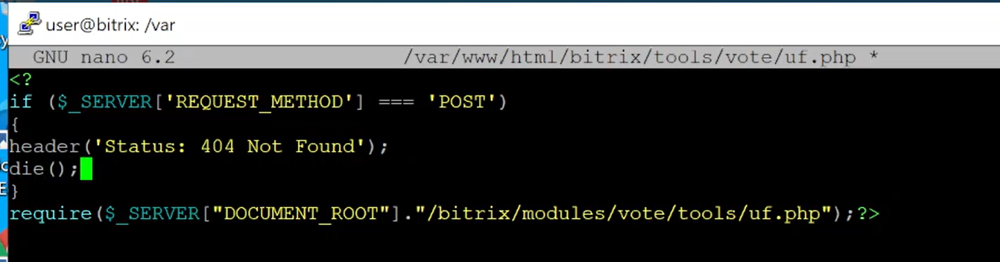 user@bitrix: /var
GNU nano 6.2 /var/www/html/bitrix/tools/vote/uf.php *
<?
if ($_SERVER['REQUEST_METHOD'] === 'POST')
{
header('Status: 404 Not Found');
die();
}
require($_SERVER["DOCUMENT_ROOT"]."/bitrix/modules/vote/tools/uf.php");?>